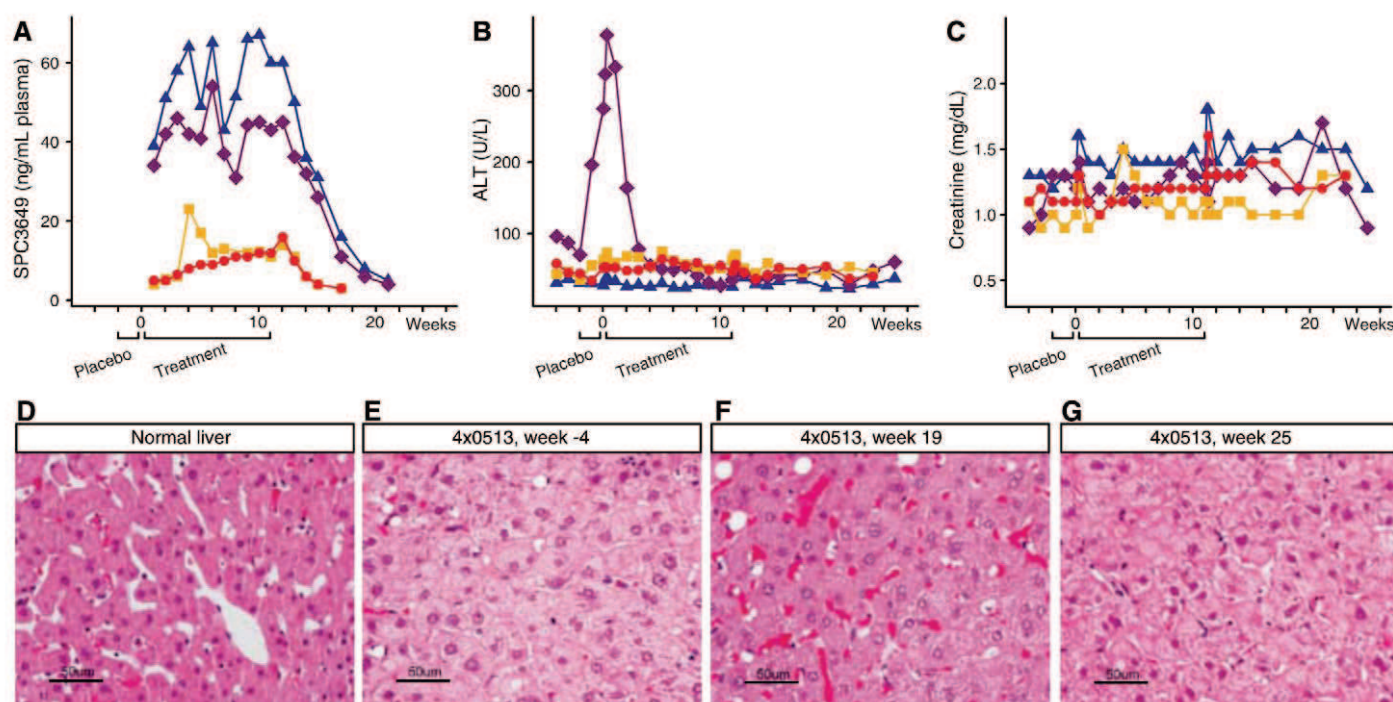 A
SPC3649 (ng/mL plasma)
60
40
20
0
0
10
20
Weeks
Placebo
Treatment
B
ALT (U/L)
300
200
100
0
10
20
Weeks
Placebo
Treatment
C
Creatinine (mg/dL)
2.0
1.5
1.0
0.5
0
10
20
Weeks
Placebo
Treatment
D
Normal liver
50um
E
4x0513, week -4
50um
F
4x0513, week 19
50um
G
4x0513, week 25
50um